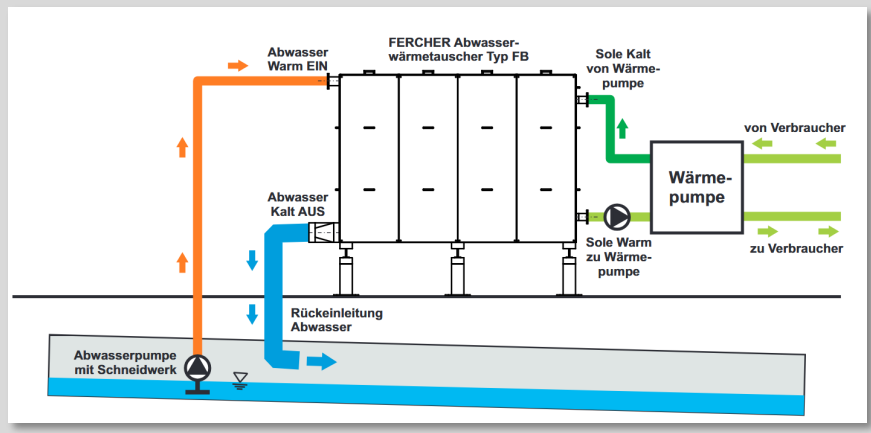 Abwasser
Warm EIN
FERCHER Abwasser-
wärmetauscher Typ FB
Sole Kalt
von Wärme-
pumpe
von Verbraucher
Wärme-
pumpe
Abwasser
Kalt AUS
Sole Warm
zu Wärme-
pumpe
zu Verbraucher
Rückeinleitung
Abwasser
Abwasserpumpe
mit Schneidwerk